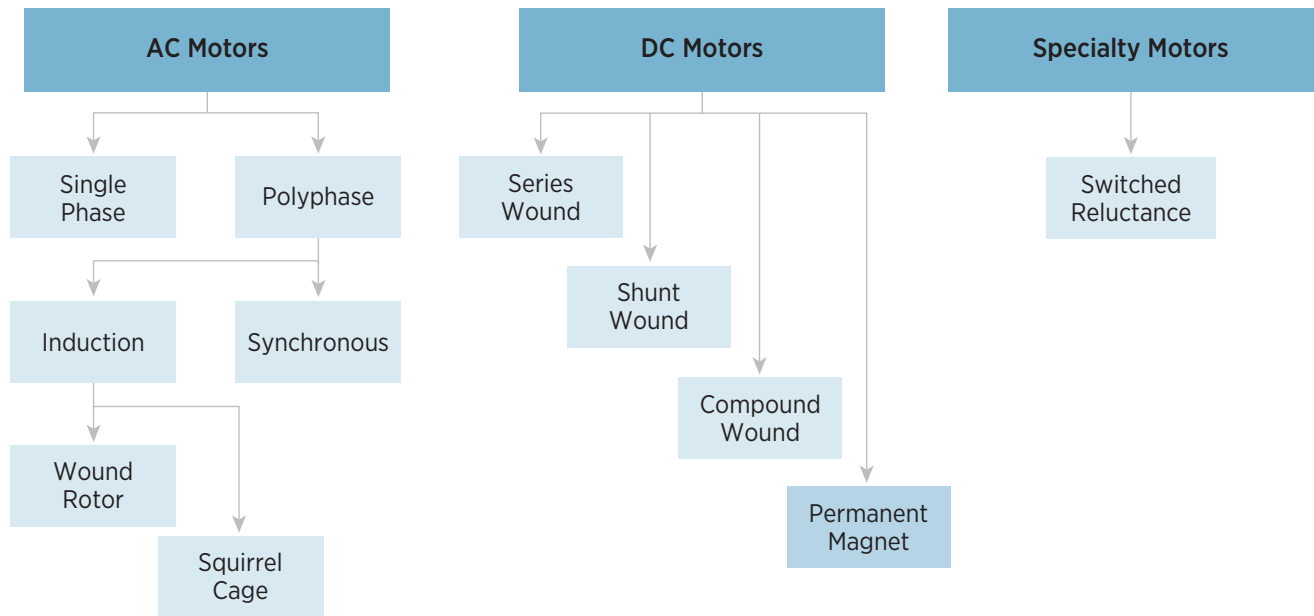 AC Motors
DC Motors
Specialty Motors
Single
Phase
Polyphase
Series
Wound
Switched
Reluctance
Shunt
Wound
Induction
Synchronous
Compound
Wound
Wound
Rotor
Permanent
Magnet
Squirrel
Cage